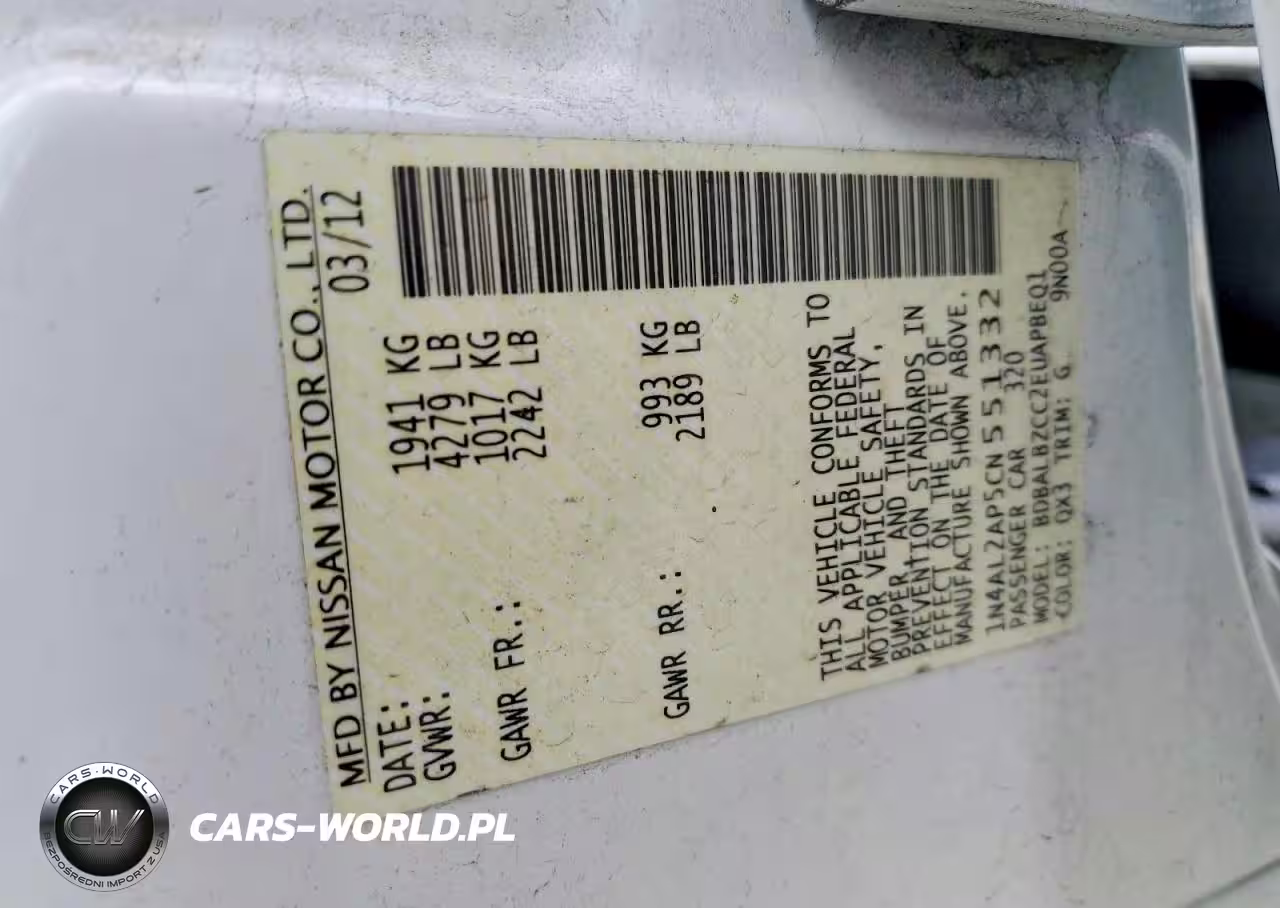 MFD BY NISSAN MOTOR CO., LTD.
DATE: 03/12
GVWR: 1941 KG
4279 LB
GAWR FR.: 1017 KG
2242 LB
GAWR RR.: 993 KG
2189 LB
THIS VEHICLE CONFORMS TO
ALL APPLICABLE FEDERAL
MOTOR VEHICLE SAFETY,
BUMPER AND THEFT
PREVENTION STANDARDS IN
EFFECT ON THE DATE OF
MANUFACTURE SHOWN ABOVE.
1N4AL2AP5CN551332
PASSENGER CAR 320
MODEL: BDBALBZCC2EUAPBEQ1
COLOR: QX3 TRIM: G 9N00A
CARS-WORLD
CW
BEZPOŚREDNI IMPORT Z USA
CARS-WORLD.PL